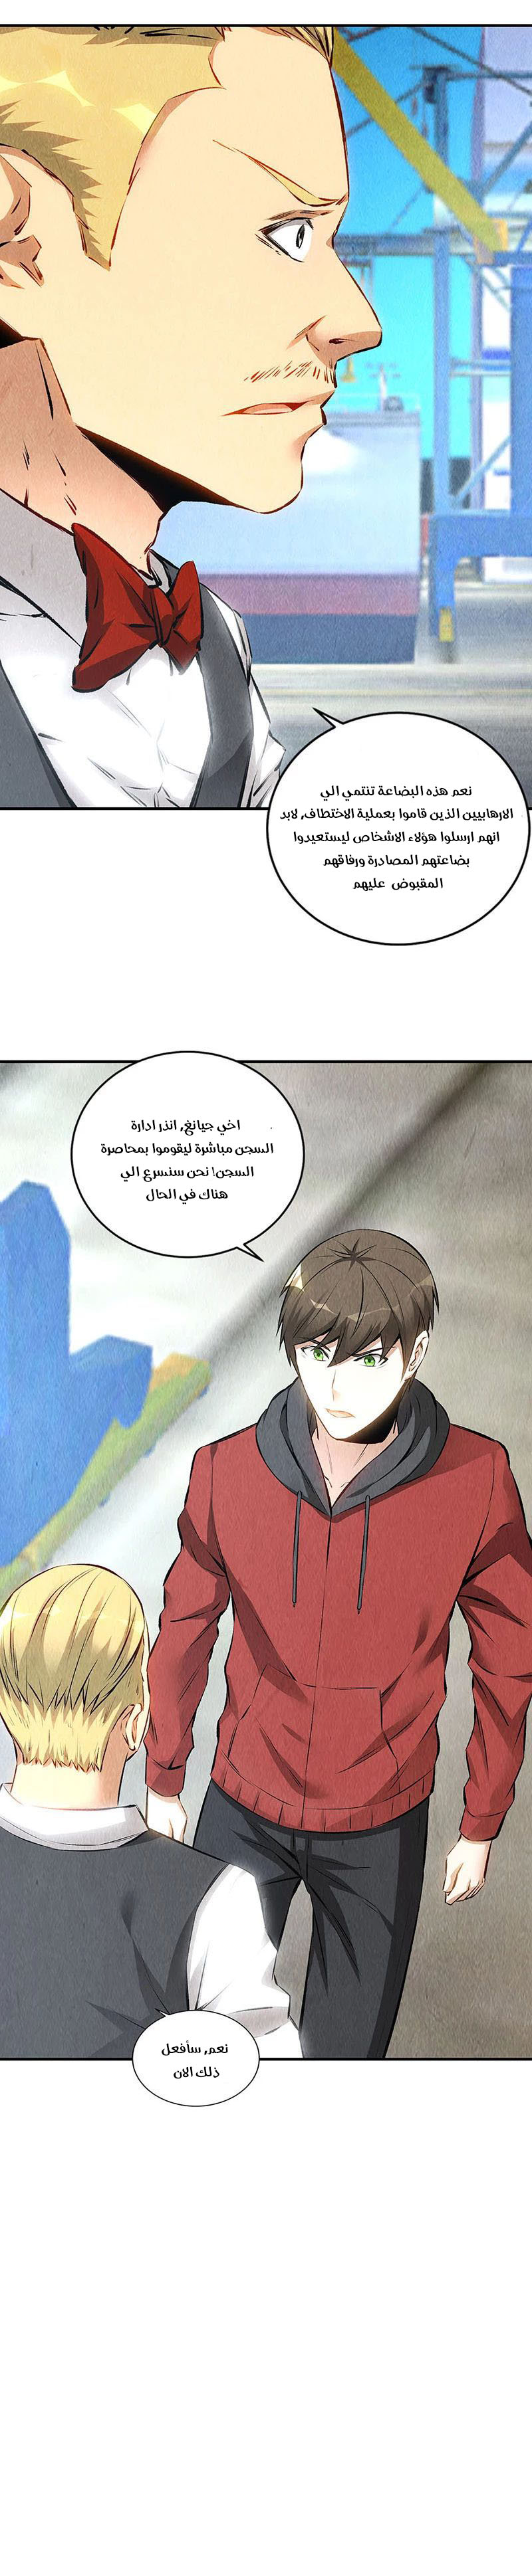 نعم هذه البضاعة تنتمي الي
الارهابيين الذين قاموا بعملية الاختطاف, لابد
انهم ارسلوا هؤلاء الاشخاص ليستعيدوا
بضاعتهم المصادرة ورفاقهم
المقبوض عليهم
اخي جيانغ, انذر ادارة
السجن مباشرة ليقوموا بمحاصرة
السجن! نحن سنسرع الي
هناك في الحال
نعم, سأفعل
ذلك الان